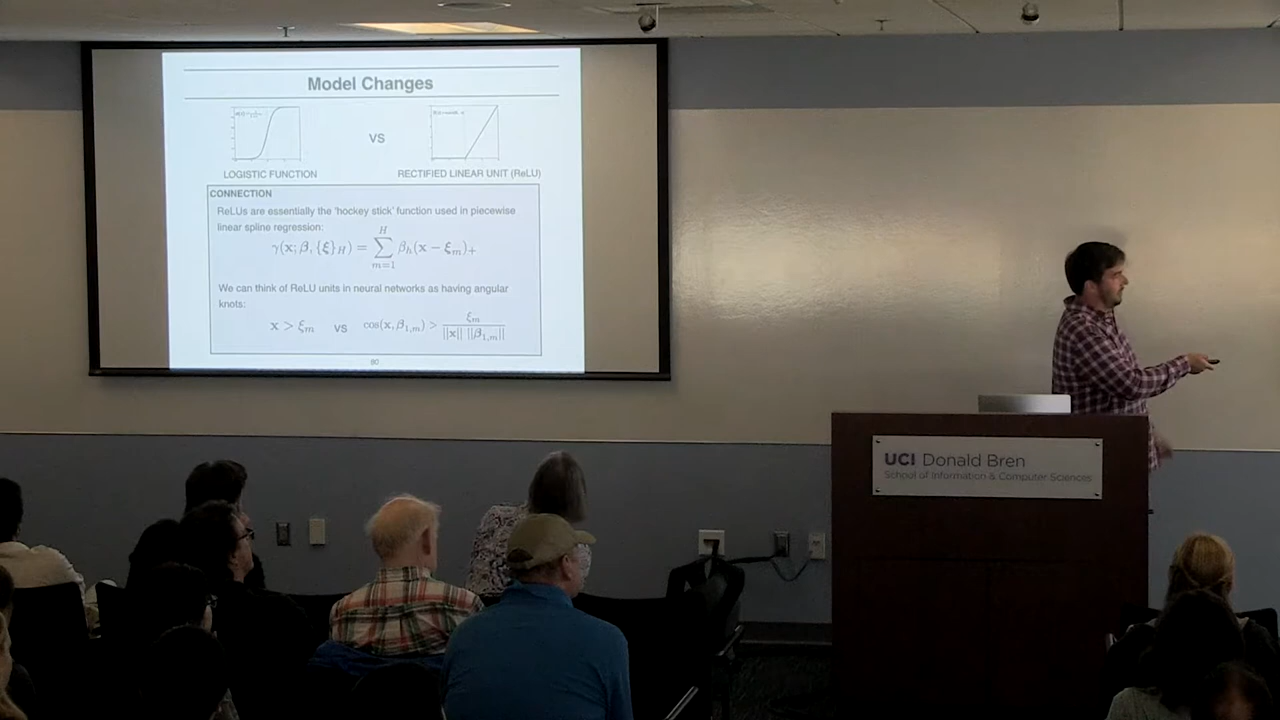 Model Changes
VS
LOGISTIC FUNCTION
RECTIFIED LINEAR UNIT (ReLU)
CONNECTION
ReLUs are essentially the 'hockey stick' function used in piecewise
linear spline regression:
γ(x; β, {ξ}_H) = ∑_{m=1}^{H} β_h(x − ξ_m)_+
We can think of ReLU units in neural networks as having angular
knots:
x > ξ_m vs cos(x, β_{1,m}) > ξ_m / ||x|| ||β_{1,m}||
80
UCI Donald Bren
School of Information & Computer Sciences